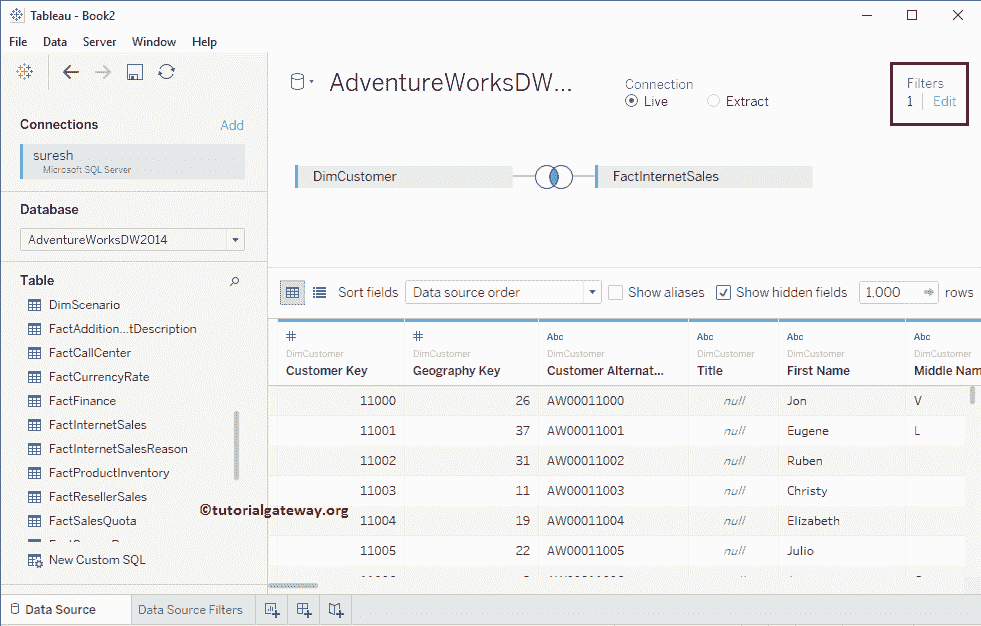 Tableau - Book2
File Data Server Window Help
Connections Add
suresh
Microsoft SQL Server
Database
AdventureWorksDW2014
Table
DimScenario
FactAddition...tDescription
FactCallCenter
FactCurrencyRate
FactFinance
FactInternetSales
FactInternetSalesReason
FactProductInventory
FactResellerSales
FactSalesQuota
New Custom SQL
AdventureWorksDW...
Connection
Live Extract
Filters
1 Edit
DimCustomer FactInternetSales
Sort fields Data source order Show aliases Show hidden fields 1.000 rows
# # Abc Abc Abc Abc
DimCustomer DimCustomer DimCustomer DimCustomer DimCustomer DimCustomer
Customer Key Geography Key Customer Alternat... Title First Name Middle Nam
11000 26 AW00011000 null Jon V
11001 37 AW00011001 null Eugene L
11002 31 AW00011002 null Ruben
11003 11 AW00011003 null Christy
11004 19 AW00011004 null Elizabeth
11005 22 AW00011005 null Julio
©tutorialgateway.org
Data Source Data Source Filters